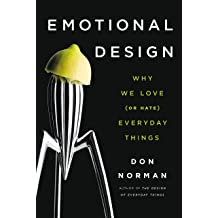 EMOTIONAL
DESIGN
WHY
WE LOVE
(OR HATE)
EVERYDAY
THINGS
DON
NORMAN
AUTHOR OF THE DESIGN
OF EVERYDAY THINGS